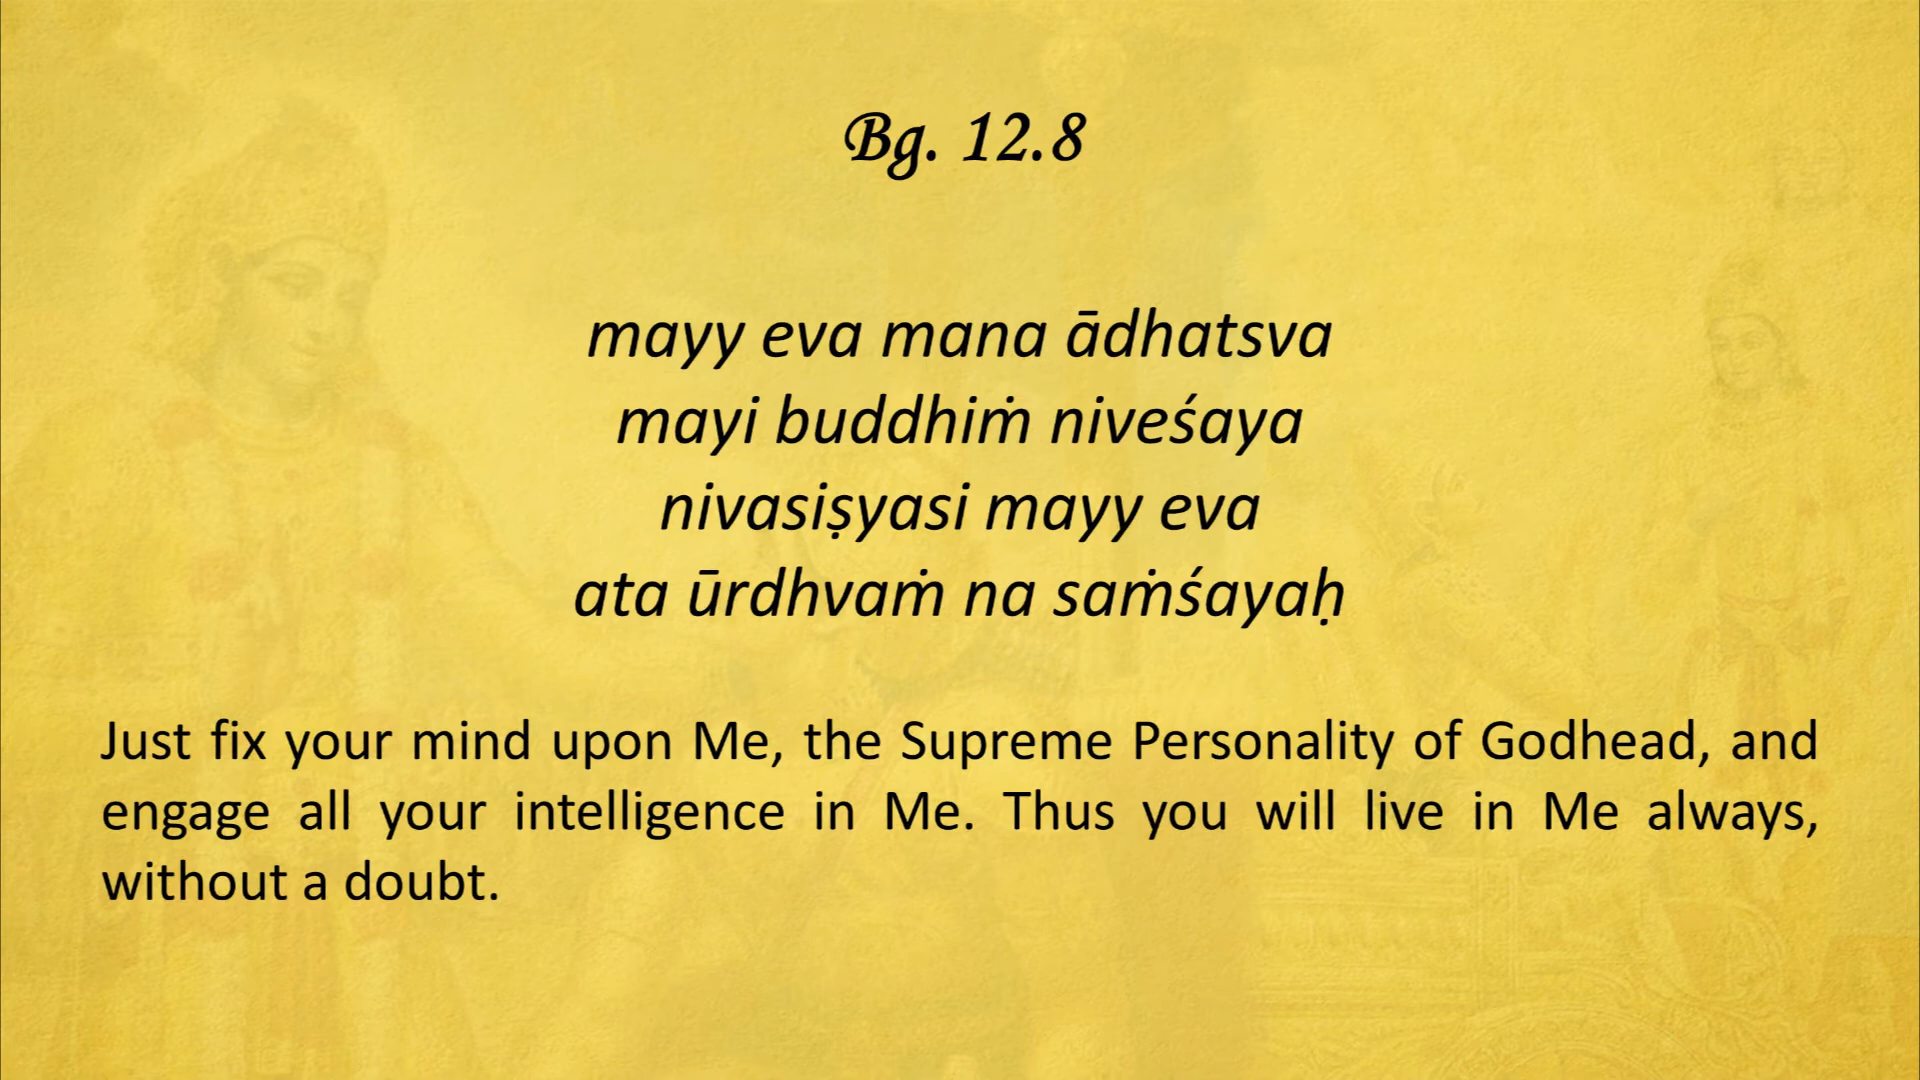 Bg. 12.8
mayy eva mana ādhatsva
mayi buddhiṁ niveśaya
nivasiṣyasi mayy eva
ata ūrdhvaṁ na saṁśayaḥ
Just fix your mind upon Me, the Supreme Personality of Godhead, and
engage all your intelligence in Me. Thus you will live in Me always,
without a doubt.